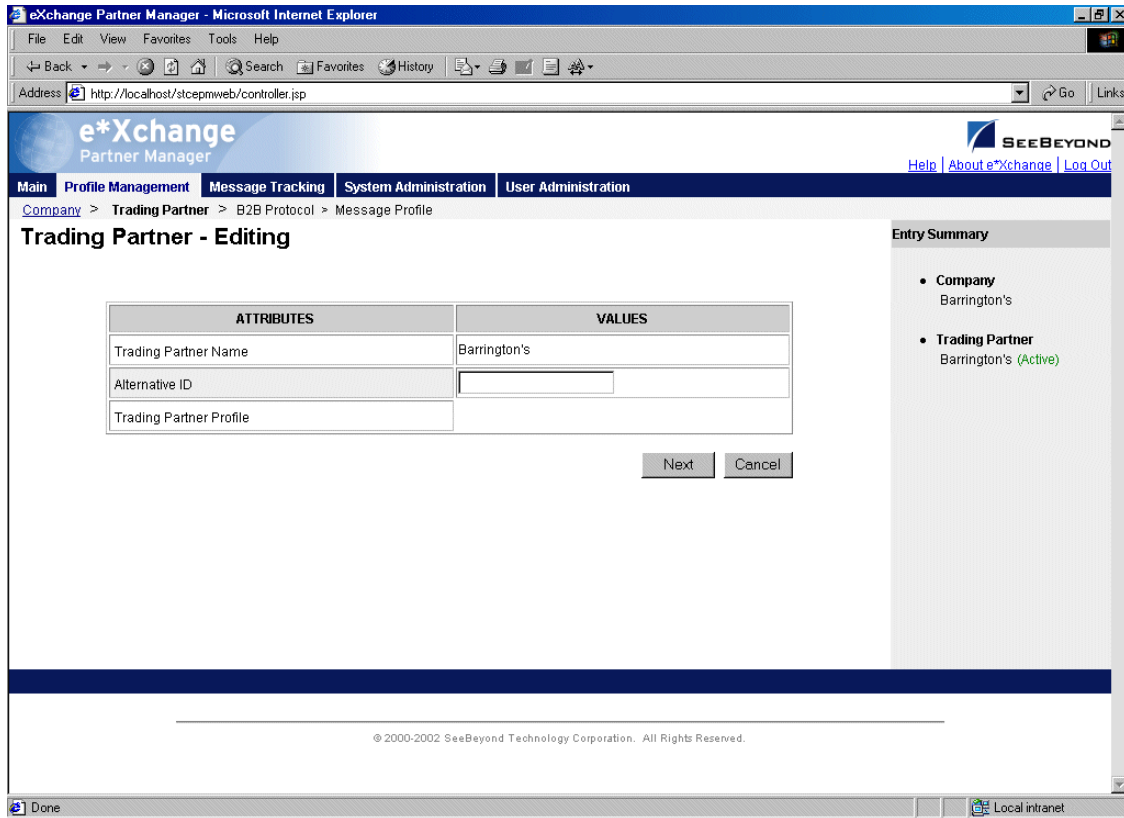 eXchange Partner Manager - Microsoft Internet Explorer
File Edit View Favorites Tools Help
Back Search Favorites History
Address http://localhost/stcepmweb/controller.jsp Go Links
e*Xchange
Partner Manager
SEEBEYOND
Help | About e*Xchange | Log Out
Main Profile Management Message Tracking System Administration User Administration
Company > Trading Partner > B2B Protocol > Message Profile
Trading Partner - Editing
ATTRIBUTES VALUES
Trading Partner Name Barrington's
Alternative ID
Trading Partner Profile
Next Cancel
Entry Summary
• Company
Barrington's
• Trading Partner
Barrington's (Active)
© 2000-2002 SeeBeyond Technology Corporation. All Rights Reserved.
Done Local intranet